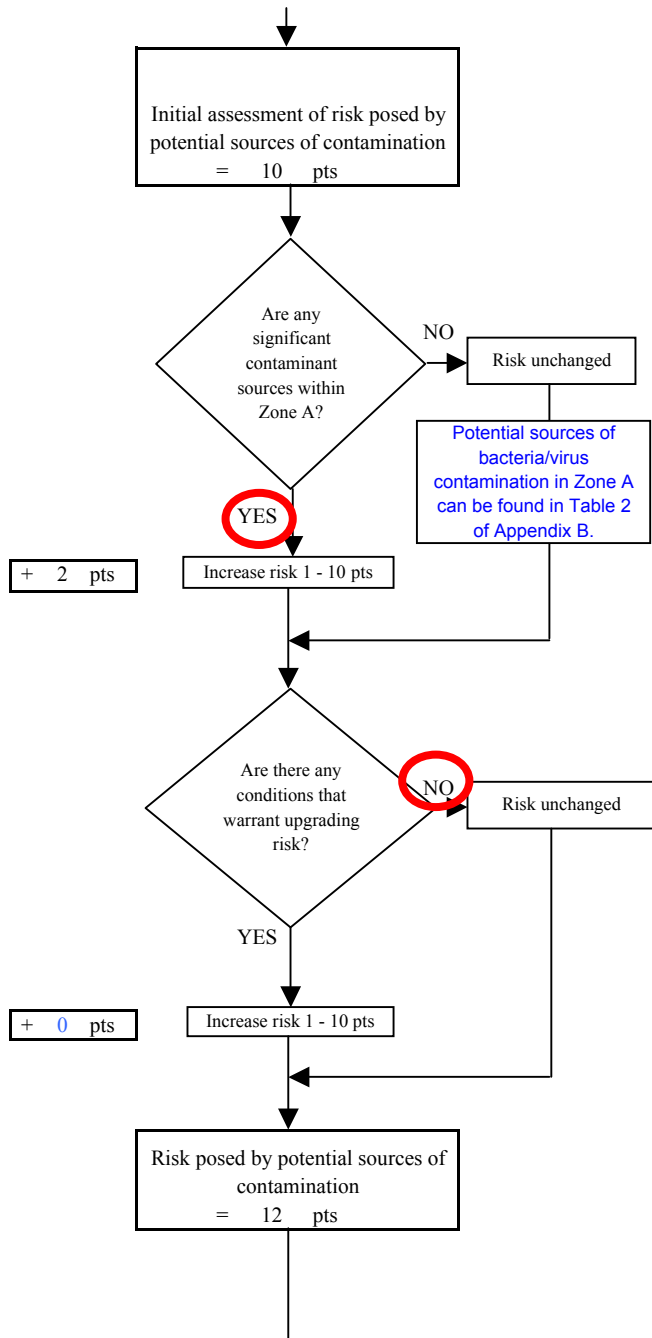 Initial assessment of risk posed by
potential sources of contamination
= 10 pts
Are any
significant
contaminant
sources within
Zone A?
NO
Risk unchanged
Potential sources of
bacteria/virus
contamination in Zone A
can be found in Table 2
of Appendix B.
YES
+ 2 pts
Increase risk 1 - 10 pts
Are there any
conditions that
warrant upgrading
risk?
NO
Risk unchanged
YES
+ 0 pts
Increase risk 1 - 10 pts
Risk posed by potential sources of
contamination
= 12 pts